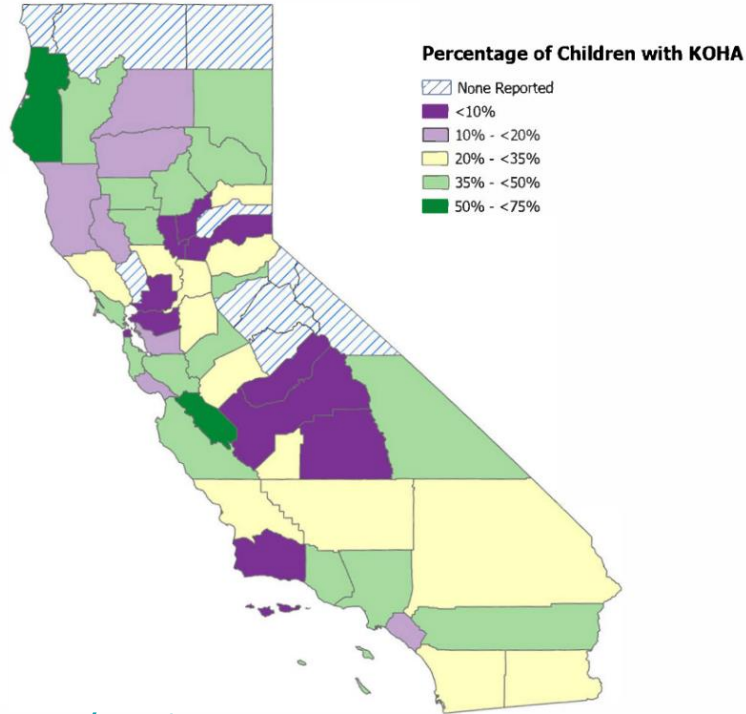 Percentage of Children with KOHA
None Reported
<10%
10% - <20%
20% - <35%
35% - <50%
50% - <75%